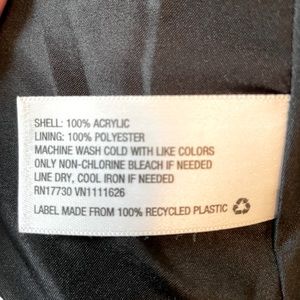 SHELL: 100% ACRYLIC
LINING: 100% POLYESTER
MACHINE WASH COLD WITH LIKE COLORS
ONLY NON-CHLORINE BLEACH IF NEEDED
LINE DRY, COOL IRON IF NEEDED
RN17730 VN1111626
LABEL MADE FROM 100% RECYCLED PLASTIC